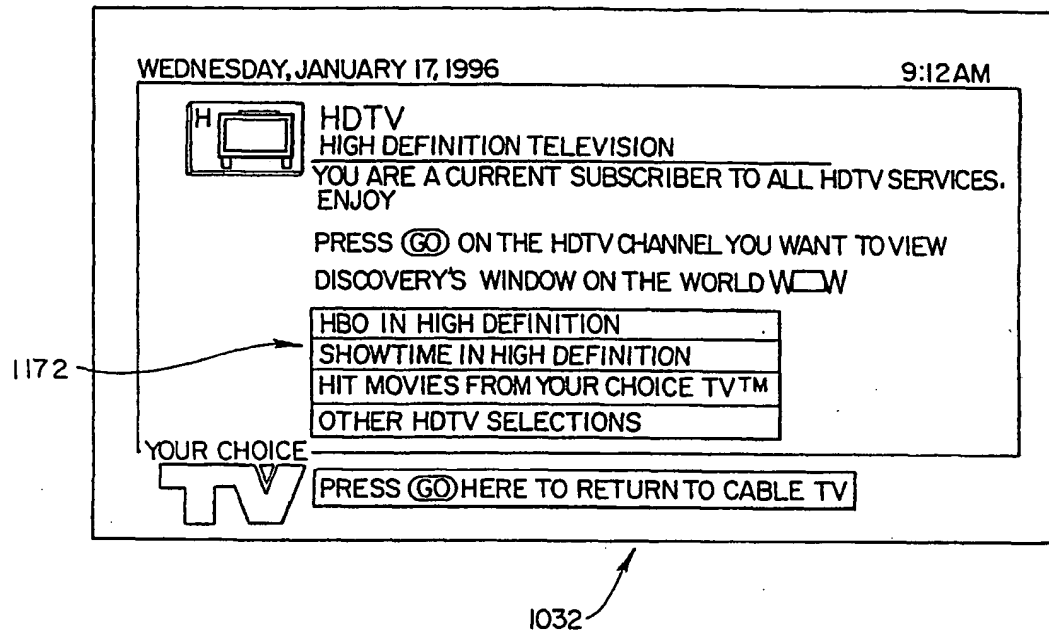 WEDNESDAY, JANUARY 17, 1996 9:12AM
H
HDTV
HIGH DEFINITION TELEVISION
YOU ARE A CURRENT SUBSCRIBER TO ALL HDTV SERVICES.
ENJOY
PRESS GO ON THE HDTV CHANNEL YOU WANT TO VIEW
DISCOVERY'S WINDOW ON THE WORLD W▭W
HBO IN HIGH DEFINITION
SHOWTIME IN HIGH DEFINITION
HIT MOVIES FROM YOUR CHOICE TV™
OTHER HDTV SELECTIONS
1172
YOUR CHOICE
TV
PRESS GO HERE TO RETURN TO CABLE TV
1032